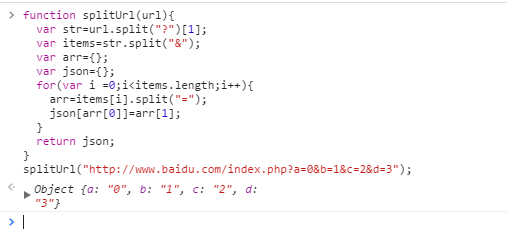 function splitUrl(url){
var str=url.split("?")[1];
var items=str.split("&");
var arr={};
var json={};
for(var i =0;i<items.length;i++){
arr=items[i].split("=");
json[arr[0]]=arr[1];
}
return json;
}
splitUrl("http://www.baidu.com/index.php?a=0&b=1&c=2&d=3");
Object {a: "0", b: "1", c: "2", d:
"3"}